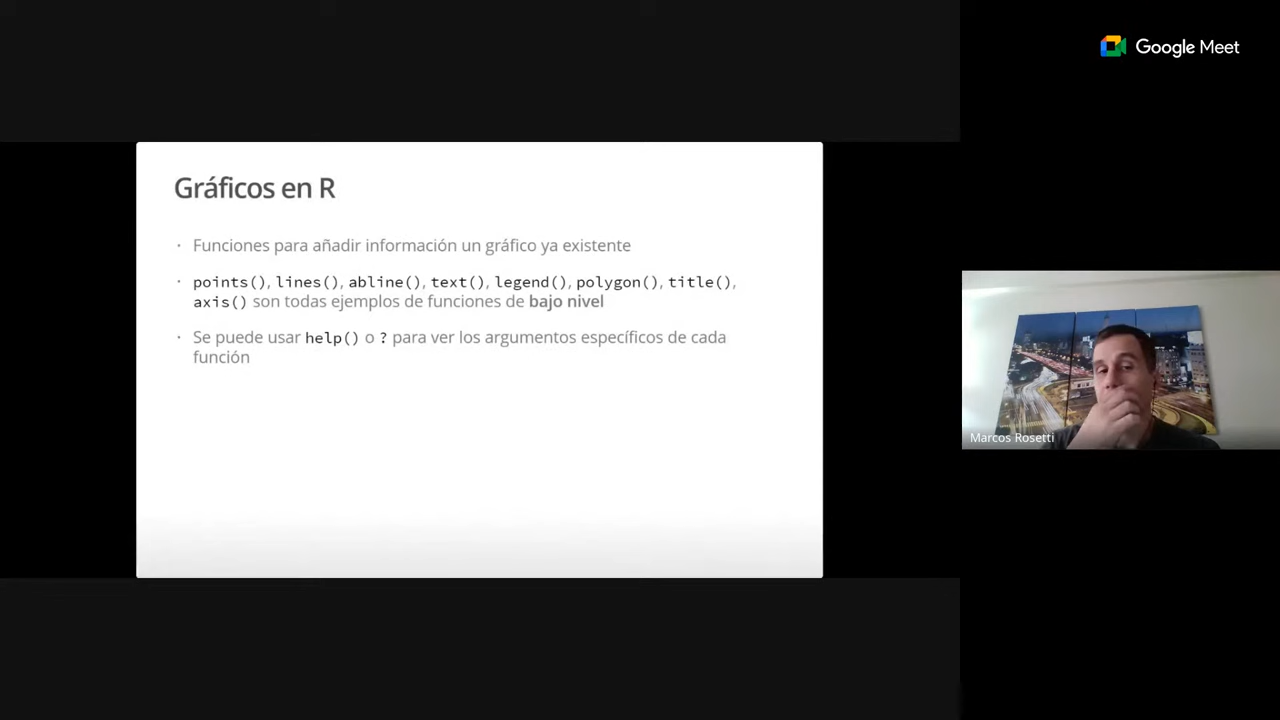 Google Meet
Gráficos en R
· Funciones para añadir información un gráfico ya existente
· points(), lines(), abline(), text(), legend(), polygon(), title(),
axis() son todas ejemplos de funciones de bajo nivel
· Se puede usar help() o ? para ver los argumentos específicos de cada
función
Marcos Rosetti